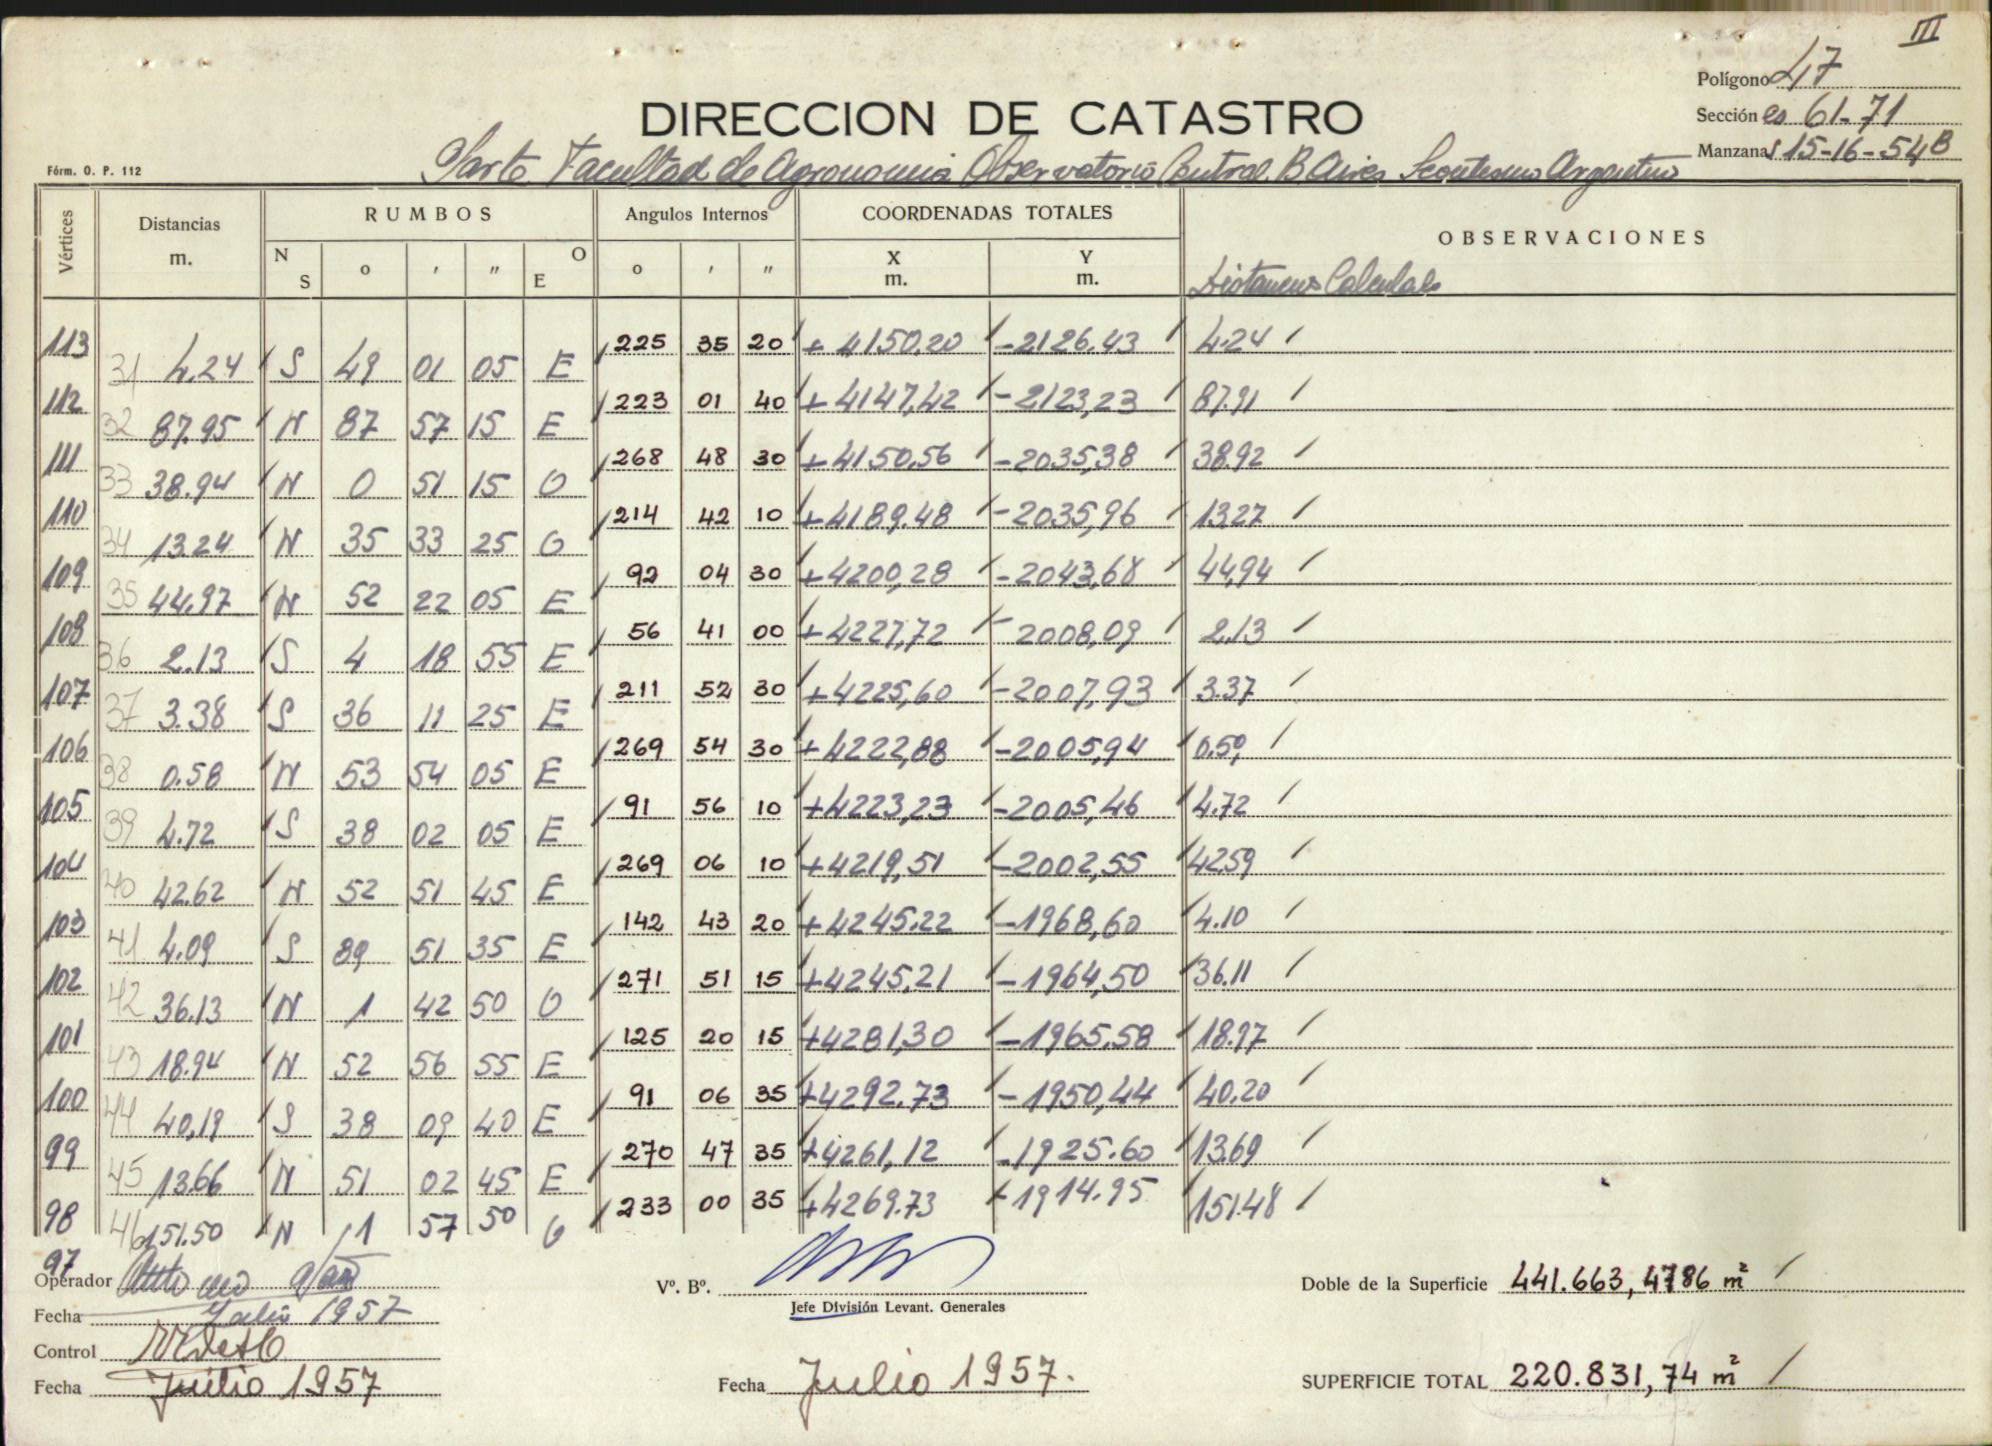 III
Polígono 47
DIRECCION DE CATASTRO
Sección es 61-71
Manzana s 15-16-54B
Fórm. O. P. 112
Parte Facultad de Agronomia Observatorio Central B Aires Argentino
Vértices Distancias m. RUMBOS Angulos Internos COORDENADAS TOTALES OBSERVACIONES
N S o ' " O E o ' " X m. Y m.
Distancias Calculadas
113 225 35 20 + 4150,20 -2126,43 4.24
31 4.24 S 49 01 05 E
112 223 01 40 + 4147,42 -2123,23 87.91
32 87.95 N 87 57 15 E
111 268 48 30 + 4150,56 -2035,38 38.92
33 38.94 N 0 51 15 O
110 214 42 10 + 4189.48 -2035,96 13.27
34 13.24 N 35 33 25 O
109 92 04 30 + 4200,28 -2043,68 44,94
35 44.97 N 52 22 05 E
108 56 41 00 + 4227,72 -2008,09 2.13
36 2.13 S 4 18 55 E
107 211 52 30 + 4225,60 -2007,93 3.37
37 3.38 S 36 11 25 E
106 269 54 30 + 4222,88 -2005,94 0.59
38 0.58 N 53 54 05 E
105 91 56 10 +4223,23 -2005,46 4.72
39 4.72 S 38 02 05 E
104 269 06 10 +4219,51 -2002,55 42.59
40 42.62 N 52 51 45 E
103 142 43 20 +4245.22 -1968,60 4.10
41 4.09 S 89 51 35 E
102 271 51 15 +4245,21 -1964,50 36.11
42 36.13 N 1 42 50 O
101 125 20 15 +4281,30 -1965.58 18.97
43 18.94 N 52 56 55 E
100 91 06 35 +4292.73 -1950,44 40.20
44 40,19 S 38 09 40 E
99 270 47 35 +4261,12 -1925.60 13.69
45 13.66 N 51 02 45 E
98 233 00 35 +4269.73 -1914.95 151.48
46 151.50 N 1 57 50 O
97
Operador
Vº. Bº.
Doble de la Superficie 441.663,4786 m²
Fecha Julio 1957
Jefe División Levant. Generales
Control
Fecha Julio 1957
Fecha Julio 1957.
SUPERFICIE TOTAL 220.831,74 m²